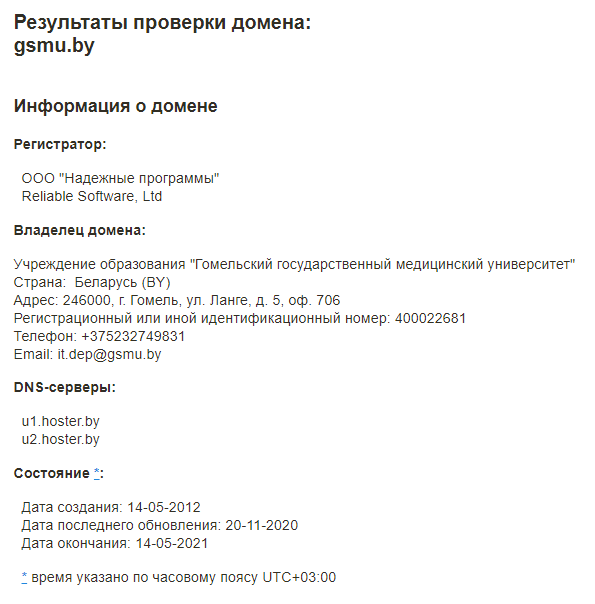 Результаты проверки домена:
gsmu.by
Информация о домене
Регистратор:
ООО "Надежные программы"
Reliable Software, Ltd
Владелец домена:
Учреждение образования "Гомельский государственный медицинский университет"
Страна: Беларусь (BY)
Адрес: 246000, г. Гомель, ул. Ланге, д. 5, оф. 706
Регистрационный или иной идентификационный номер: 400022681
Телефон: +375232749831
Email: it.dep@gsmu.by
DNS-серверы:
u1.hoster.by
u2.hoster.by
Состояние *:
Дата создания: 14-05-2012
Дата последнего обновления: 20-11-2020
Дата окончания: 14-05-2021
* время указано по часовому поясу UTC+03:00